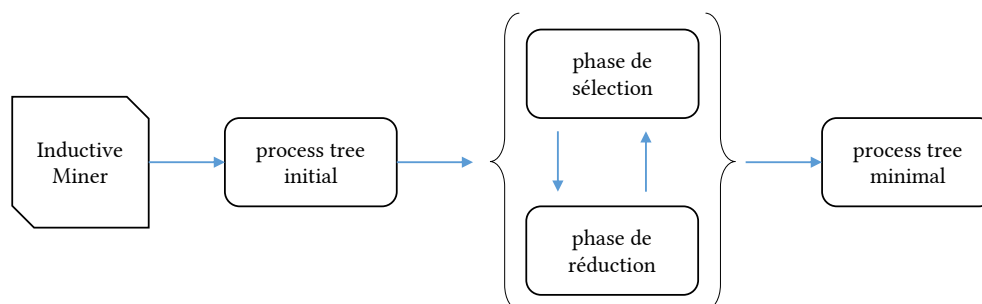 Inductive
Miner
process tree
initial
phase de
sélection
phase de
réduction
process tree
minimal